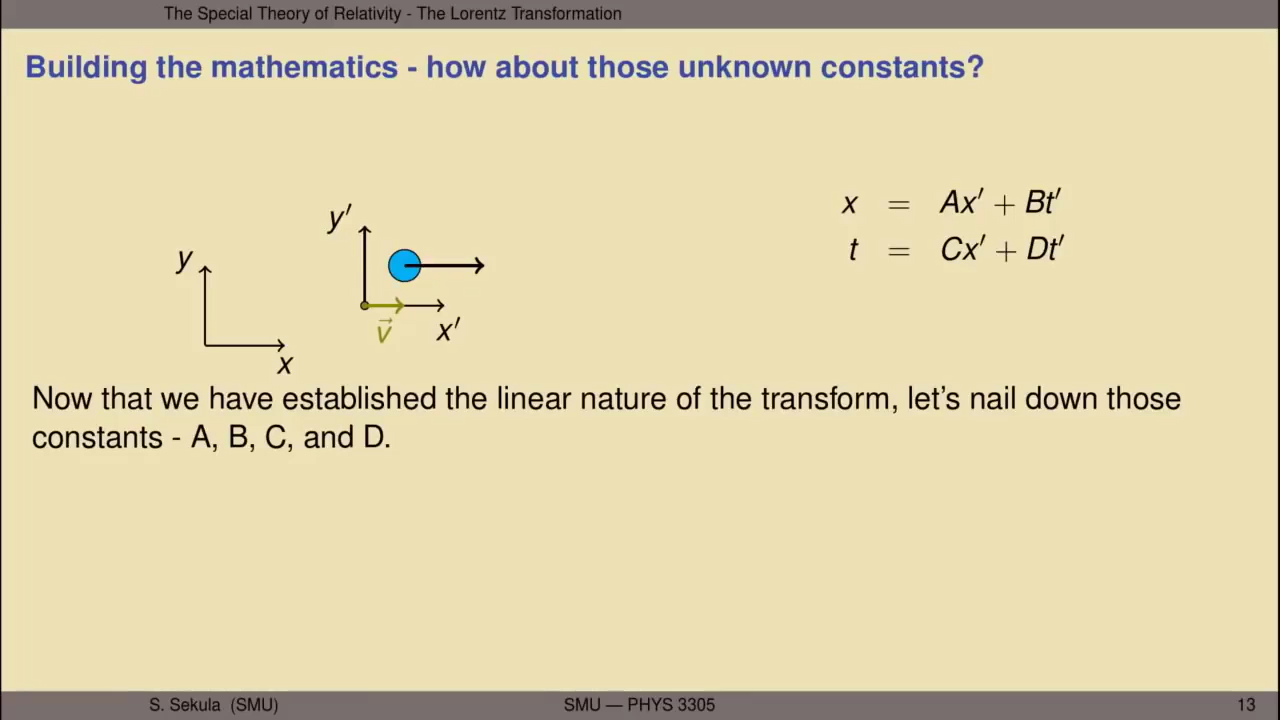 The Special Theory of Relativity - The Lorentz Transformation
Building the mathematics - how about those unknown constants?
x = Ax′ + Bt′
t = Cx′ + Dt′
y′
y
v⃗
x′
x
Now that we have established the linear nature of the transform, let's nail down those
constants - A, B, C, and D.
S. Sekula (SMU) SMU — PHYS 3305 13